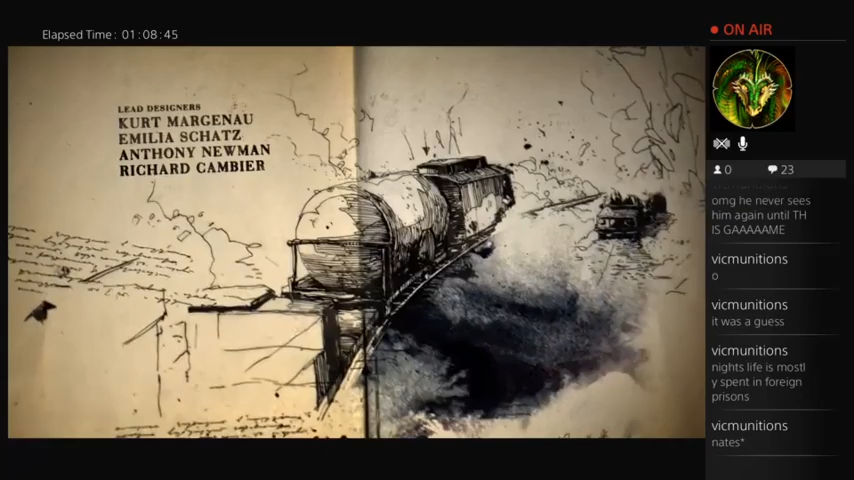 Elapsed Time: 01:08:45
ON AIR
LEAD DESIGNERS
KURT MARGENAU
EMILIA SCHATZ
ANTHONY NEWMAN
RICHARD CAMBIER
0
23
omg he never sees
him again until TH
IS GAAAAAME
vicmunitions
o
vicmunitions
it was a guess
vicmunitions
nights life is mostl
y spent in foreign
prisons
vicmunitions
nates*